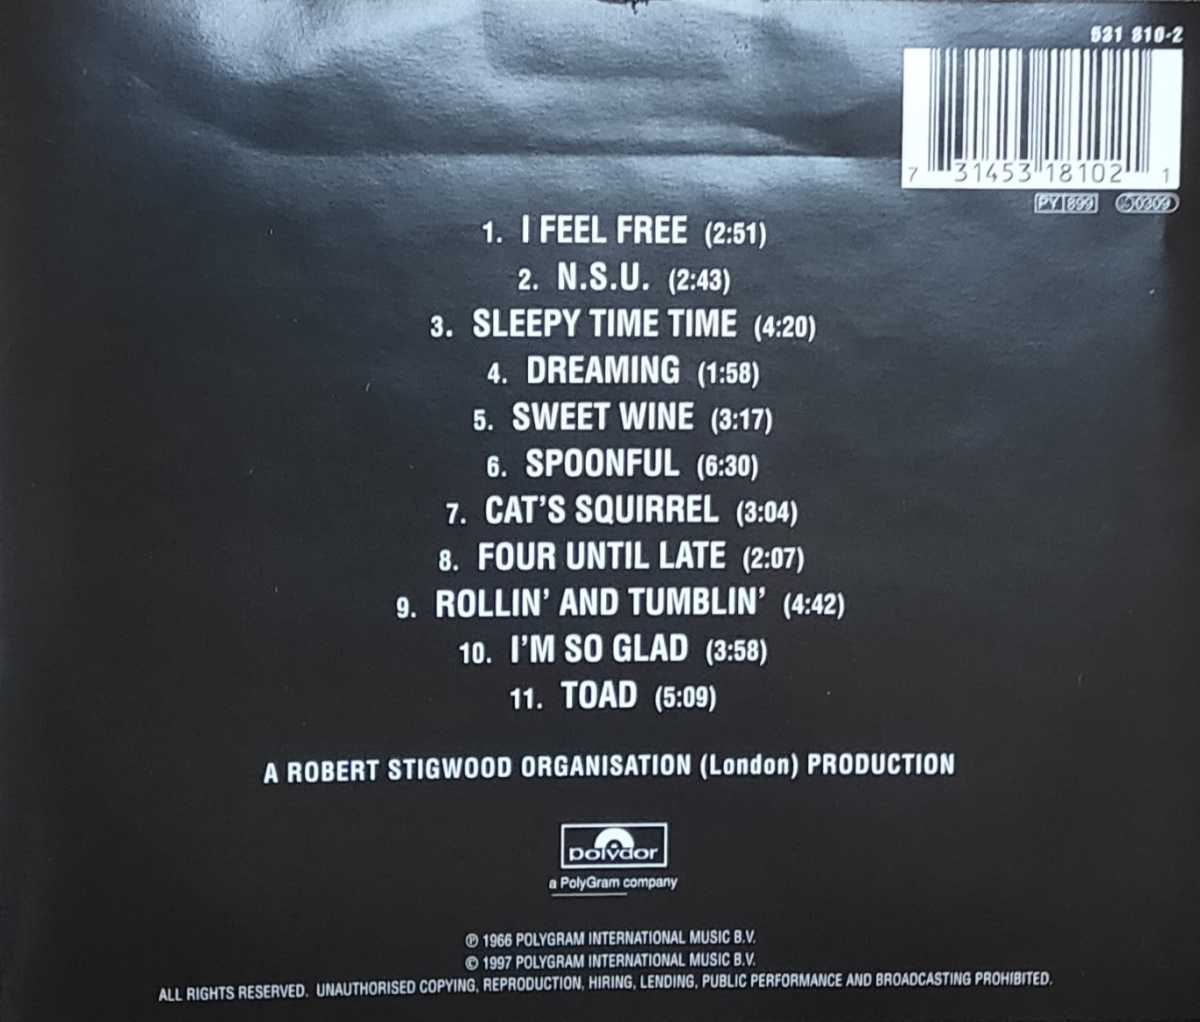 531 810-2
7 31453 18102 1
PY 899 0309
1. I FEEL FREE (2:51)
2. N.S.U. (2:43)
3. SLEEPY TIME TIME (4:20)
4. DREAMING (1:58)
5. SWEET WINE (3:17)
6. SPOONFUL (6:30)
7. CAT'S SQUIRREL (3:04)
8. FOUR UNTIL LATE (2:07)
9. ROLLIN' AND TUMBLIN' (4:42)
10. I'M SO GLAD (3:58)
11. TOAD (5:09)
A ROBERT STIGWOOD ORGANISATION (London) PRODUCTION
polydor
a PolyGram company
℗ 1966 POLYGRAM INTERNATIONAL MUSIC B.V.
© 1997 POLYGRAM INTERNATIONAL MUSIC B.V.
ALL RIGHTS RESERVED. UNAUTHORISED COPYING, REPRODUCTION, HIRING, LENDING, PUBLIC PERFORMANCE AND BROADCASTING PROHIBITED.